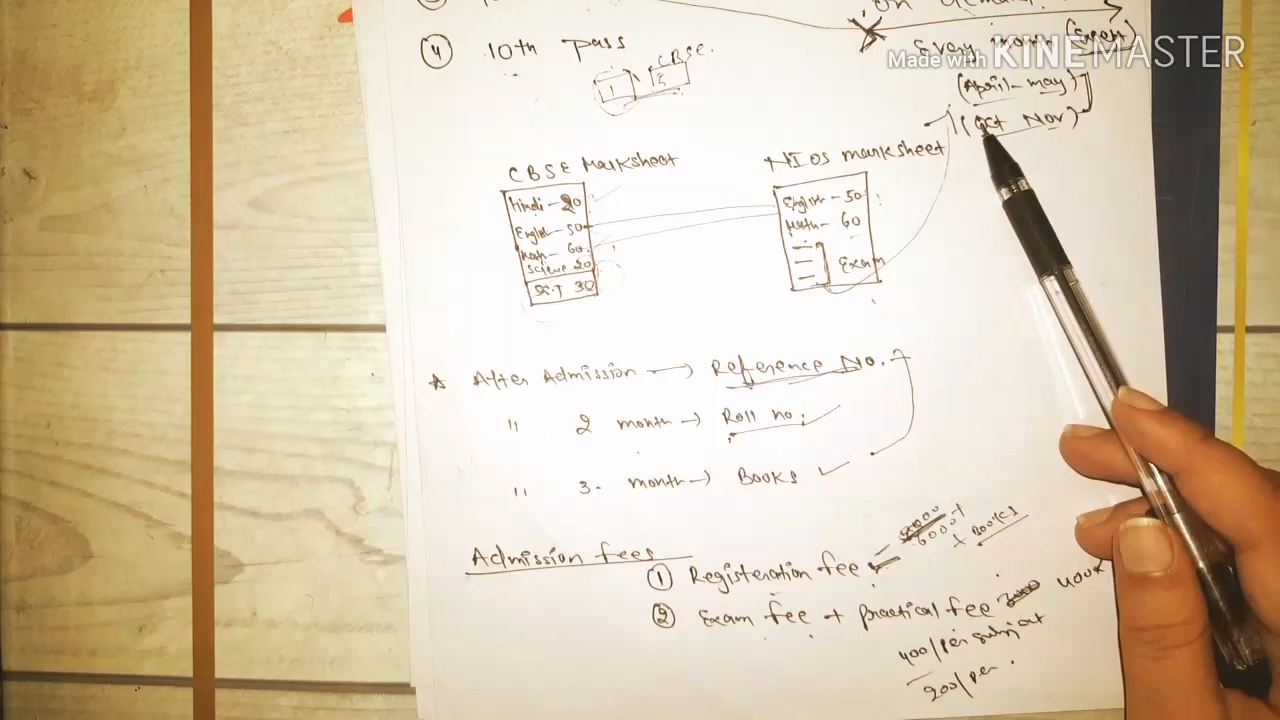 on demand.
④ 10th pass
Every month (Exam)
Made with KINEMASTER
CBSE.
(April - may)
(Oct Nov)
CBSE Marksheet
NIOS marksheet
Hindi - 20
English - 50
Math - 60
Science 20
S.S.T 30
English - 50
Math - 60
Exam
After Admission → Reference No.
" 2 month → Roll no.
" 3. month → Books
Admission fees
① Registeration fee
6000
+ Books
② Exam fee + practical fee
400/per subject
200/per.